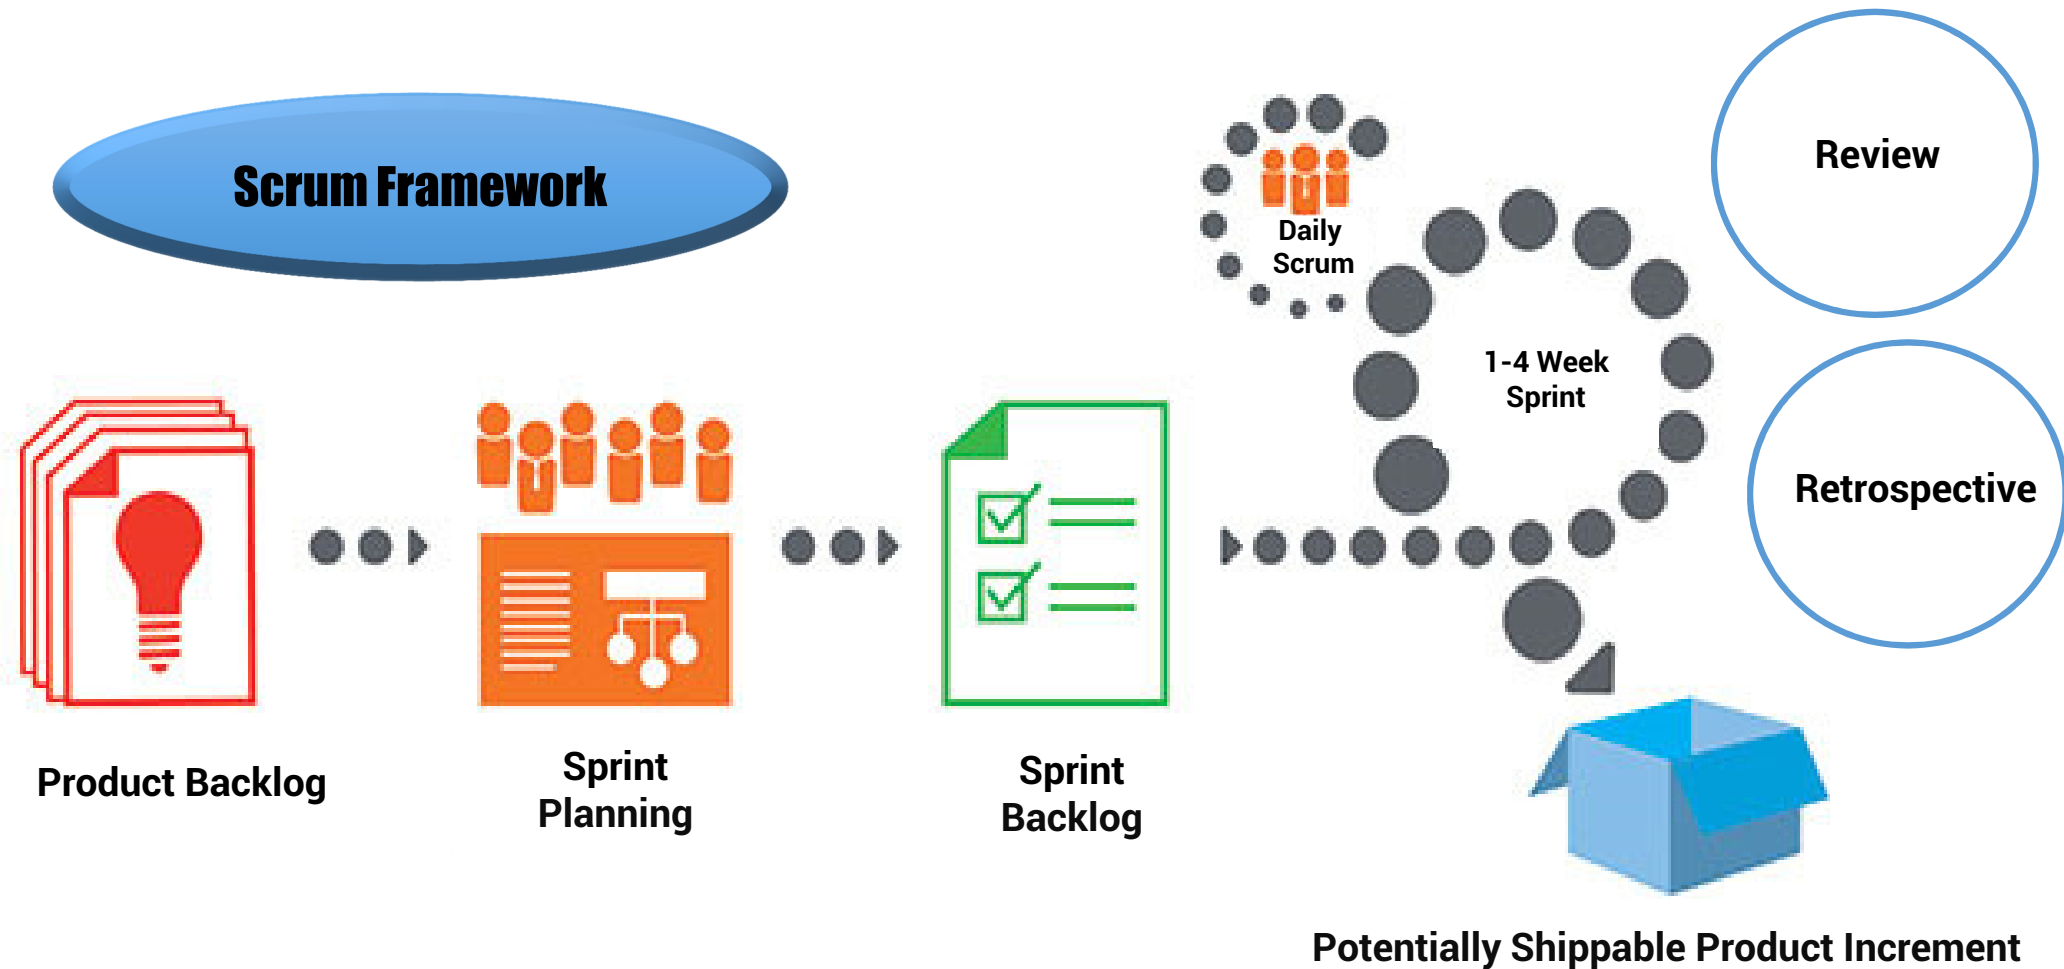 Scrum Framework
Review
Daily
Scrum
1-4 Week
Sprint
Retrospective
Product Backlog
Sprint
Planning
Sprint
Backlog
Potentially Shippable Product Increment